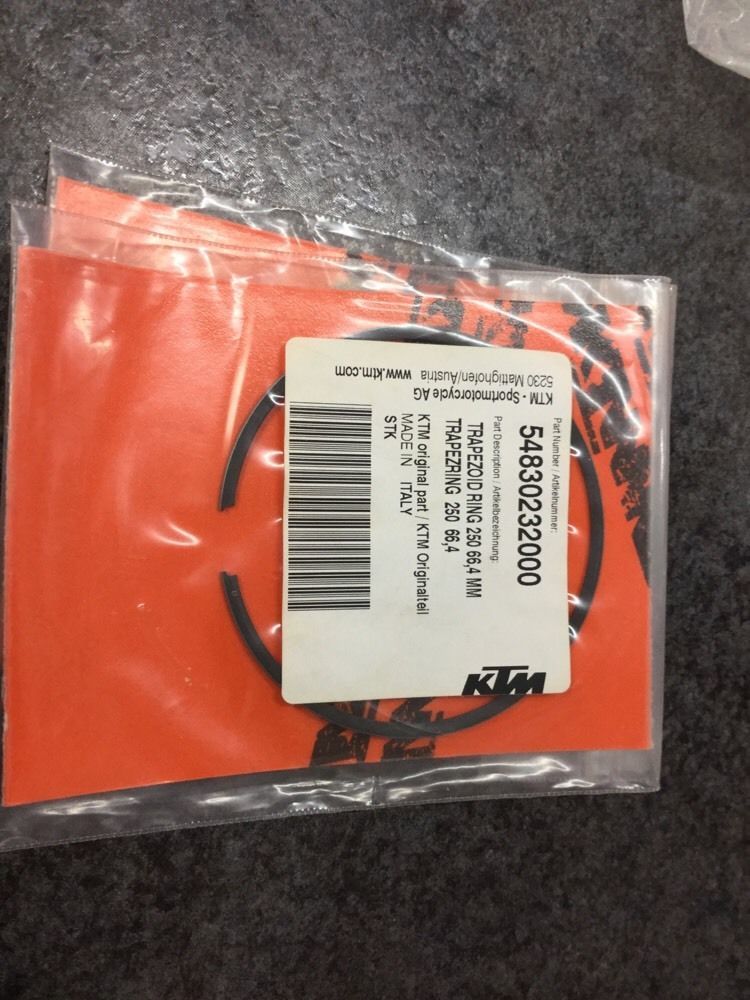 KTM
Part Number / Artikelnummer:
54830232000
Part Description / Artikelbezeichnung:
TRAPEZOID RING 250 66,4 MM
TRAPEZRING 250 66,4
KTM original part / KTM Originalteil
MADE IN ITALY
STK
KTM - Sportmotorcycle AG
5230 Mattighofen/Austria www.ktm.com